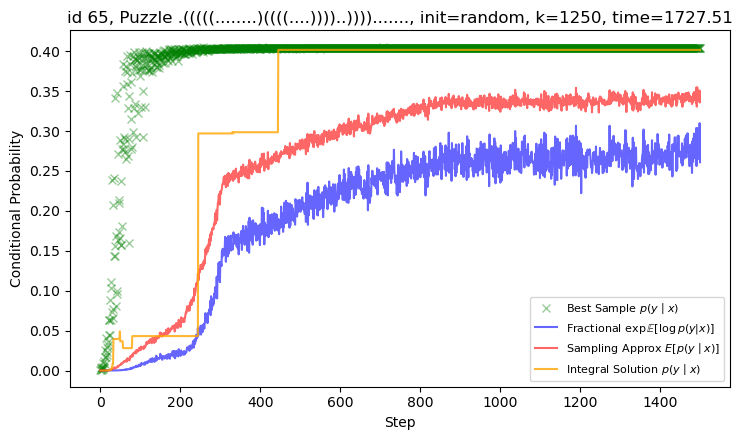 id 65, Puzzle .(((((........)((((....))))..))))......., init=random, k=1250, time=1727.51
Conditional Probability
0.40
0.35
0.30
0.25
0.20
0.15
0.10
0.05
0.00
Best Sample p(y | x)
Fractional exp 𝔼[log p(y|x)]
Sampling Approx E[p(y | x)]
Integral Solution p(y | x)
0 200 400 600 800 1000 1200 1400
Step